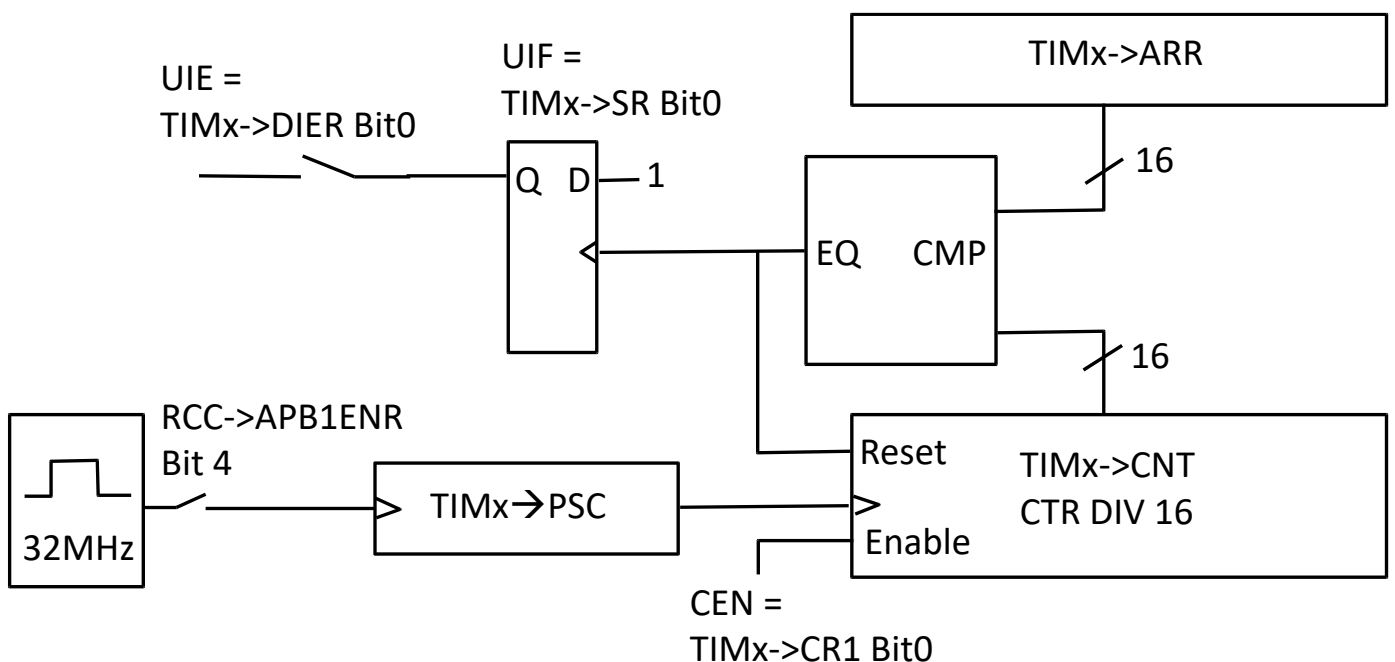 TIMx->ARR
UIE =
TIMx->DIER Bit0
UIF =
TIMx->SR Bit0
Q D
1
16
EQ CMP
16
RCC->APB1ENR
Bit 4
32MHz
TIMx→PSC
Reset
Enable
TIMx->CNT
CTR DIV 16
CEN =
TIMx->CR1 Bit0